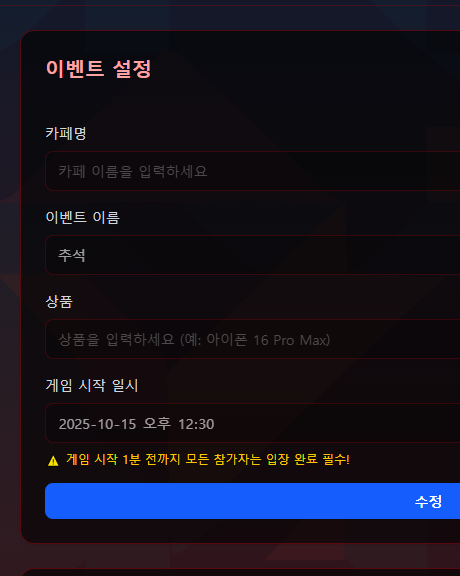 이벤트 설정
카페명
카페 이름을 입력하세요
이벤트 이름
추석
상품
상품을 입력하세요 (예: 아이폰 16 Pro Max)
게임 시작 일시
2025-10-15 오후 12:30
⚠ 게임 시작 1분 전까지 모든 참가자는 입장 완료 필수!
수정